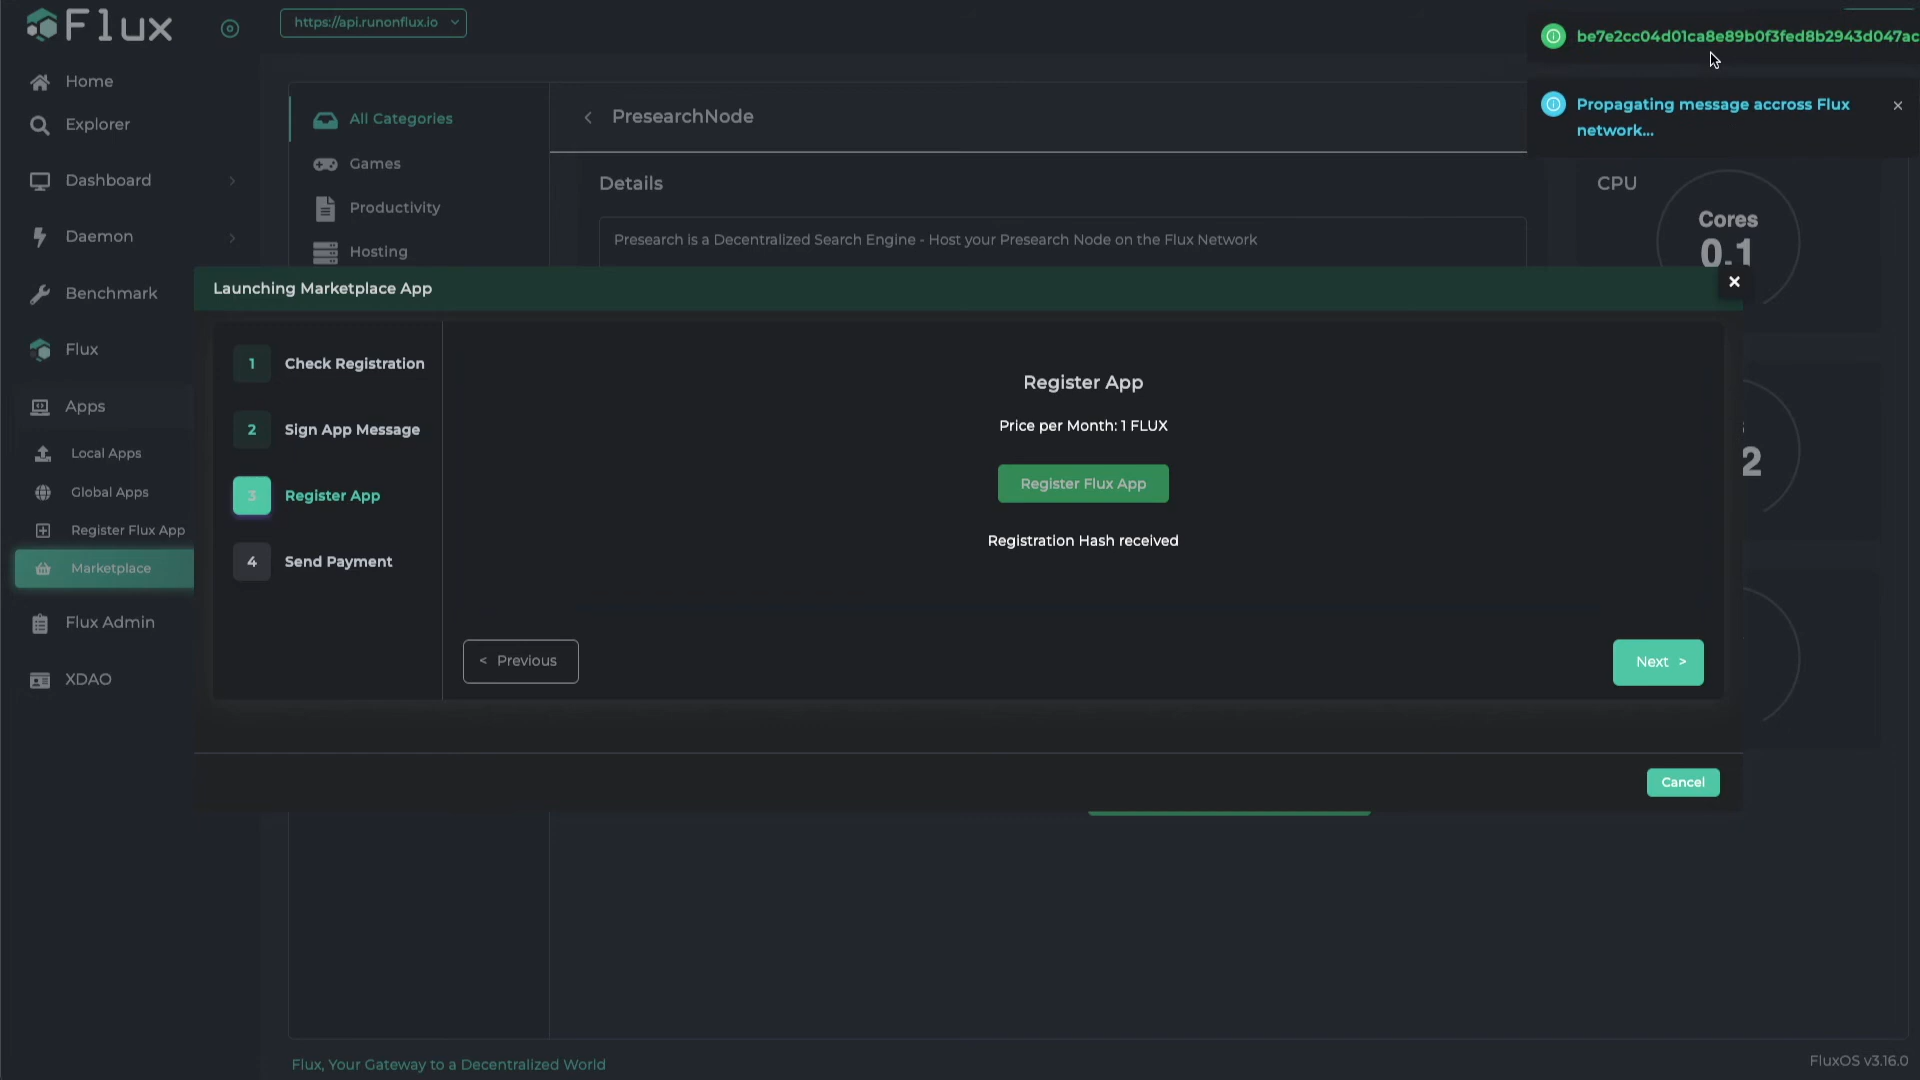 Flux
https://api.runonflux.io
be7e2cc04d01ca8e89b0f3fed8b2943d047ac
Propagating message accross Flux
network...
Home
Explorer
Dashboard
Daemon
Benchmark
Flux
Apps
Local Apps
Global Apps
Register Flux App
Marketplace
Flux Admin
XDAO
All Categories
Games
Productivity
Hosting
PresearchNode
Details
Presearch is a Decentralized Search Engine - Host your Presearch Node on the Flux Network
CPU
Cores
0.1
Launching Marketplace App
1 Check Registration
2 Sign App Message
3 Register App
4 Send Payment
Register App
Price per Month: 1 FLUX
Register Flux App
Registration Hash received
< Previous
Next >
2
Cancel
Flux, Your Gateway to a Decentralized World
FluxOS v3.16.0